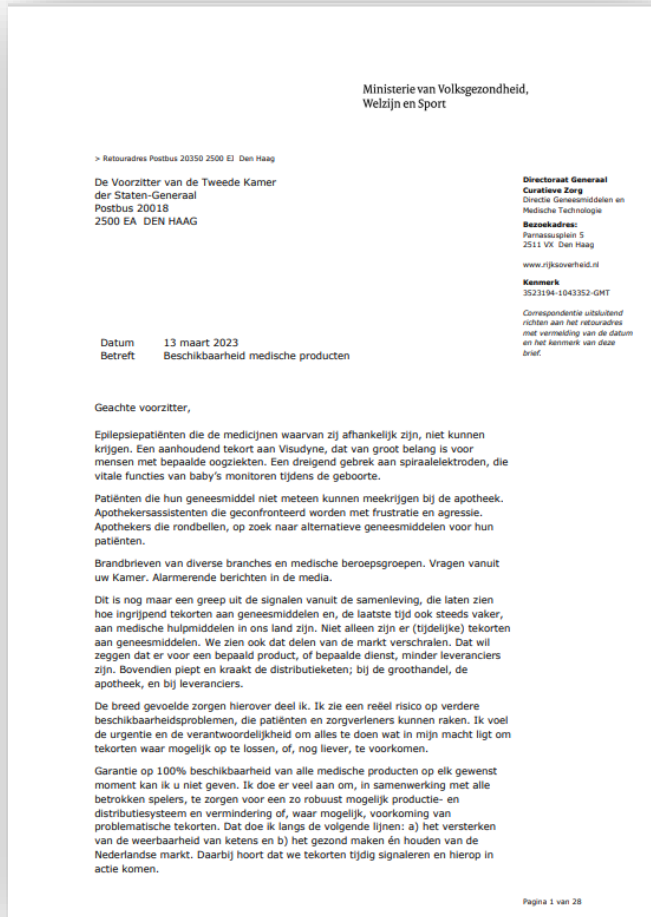 Ministerie van Volksgezondheid,
Welzijn en Sport
> Retouradres Postbus 20350 2500 EJ Den Haag
De Voorzitter van de Tweede Kamer
der Staten-Generaal
Postbus 20018
2500 EA DEN HAAG
Directoraat Generaal
Curatieve Zorg
Directie Geneesmiddelen en
Medische Technologie
Bezoekadres:
Parnassusplein 5
2511 VX Den Haag
www.rijksoverheid.nl
Kenmerk
3523194-1043352-GMT
Correspondentie uitsluitend
richten aan het retouradres
met vermelding van de datum
en het kenmerk van deze
brief.
Datum 13 maart 2023
Betreft Beschikbaarheid medische producten
Geachte voorzitter,
Epilepsiepatiënten die de medicijnen waarvan zij afhankelijk zijn, niet kunnen
krijgen. Een aanhoudend tekort aan Visudyne, dat van groot belang is voor
mensen met bepaalde oogziekten. Een dreigend gebrek aan spiraalelektroden, die
vitale functies van baby's monitoren tijdens de geboorte.
Patiënten die hun geneesmiddel niet meteen kunnen meekrijgen bij de apotheek.
Apothekersassistenten die geconfronteerd worden met frustratie en agressie.
Apothekers die rondbellen, op zoek naar alternatieve geneesmiddelen voor hun
patiënten.
Brandbrieven van diverse branches en medische beroepsgroepen. Vragen vanuit
uw Kamer. Alarmerende berichten in de media.
Dit is nog maar een greep uit de signalen vanuit de samenleving, die laten zien
hoe ingrijpend tekorten aan geneesmiddelen en, de laatste tijd ook steeds vaker,
aan medische hulpmiddelen in ons land zijn. Niet alleen zijn er (tijdelijke) tekorten
aan geneesmiddelen. We zien ook dat delen van de markt verschralen. Dat wil
zeggen dat er voor een bepaald product, of bepaalde dienst, minder leveranciers
zijn. Bovendien piept en kraakt de distributieketen; bij de groothandel, de
apotheek, en bij leveranciers.
De breed gevoelde zorgen hierover deel ik. Ik zie een reëel risico op verdere
beschikbaarheidsproblemen, die patiënten en zorgverleners kunnen raken. Ik voel
de urgentie en de verantwoordelijkheid om alles te doen wat in mijn macht ligt om
tekorten waar mogelijk op te lossen, of, nog liever, te voorkomen.
Garantie op 100% beschikbaarheid van alle medische producten op elk gewenst
moment kan ik u niet geven. Ik doe er veel aan om, in samenwerking met alle
betrokken spelers, te zorgen voor een zo robuust mogelijk productie- en
distributiesysteem en vermindering of, waar mogelijk, voorkoming van
problematische tekorten. Dat doe ik langs de volgende lijnen: a) het versterken
van de weerbaarheid van ketens en b) het gezond maken én houden van de
Nederlandse markt. Daarbij hoort dat we tekorten tijdig signaleren en hierop in
actie komen.
Pagina 1 van 28